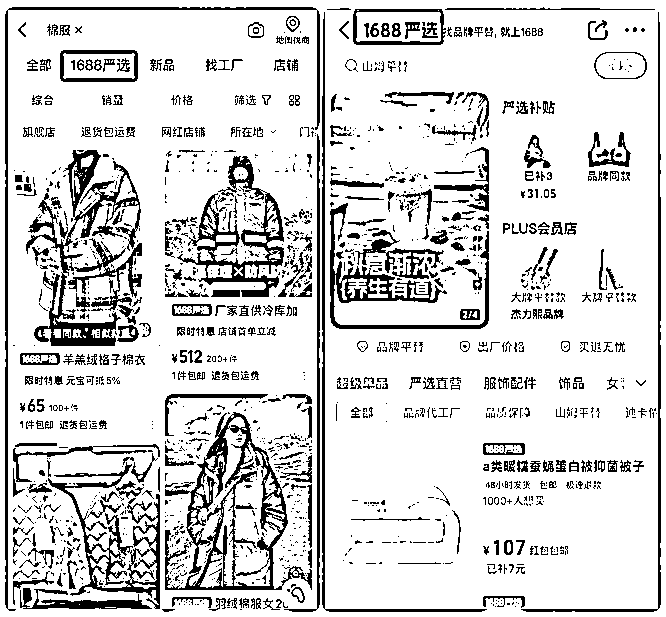 棉服 ×
地图找商
全部 1688严选 新品 找工厂 店铺
综合 销量 价格 筛选
旗舰店 退货包运费 网红店铺 所在地
1688严选 羊羔绒格子棉衣
限时特惠 元宝可抵5%
¥65 100+件
1件包邮 退货包运费
1688严选 厂家直供冷库加
限时特惠 店铺首单立减
¥512 200+件
1件包邮 退货包运费
1688严选 羽绒棉服女20
1688严选 找品牌平替, 就上1688
山姆平替
秋意渐浓
养生有道
2/4
严选补贴
已补3
¥31.05
品牌同款
PLUS会员店
大牌平替款
杰力服品牌
大牌平替款
品牌平替 出厂价格 买退无忧
超级单品 严选直营 服饰配件 饰品 女
全部 品牌代工厂 品质保障 山姆平替 迪卡侬
1688严选
a类暖糯蚕蛹蛋白被抑菌被子
48小时发货 包邮 极速退款
1000+人想买
¥107 红包包邮
已补7元